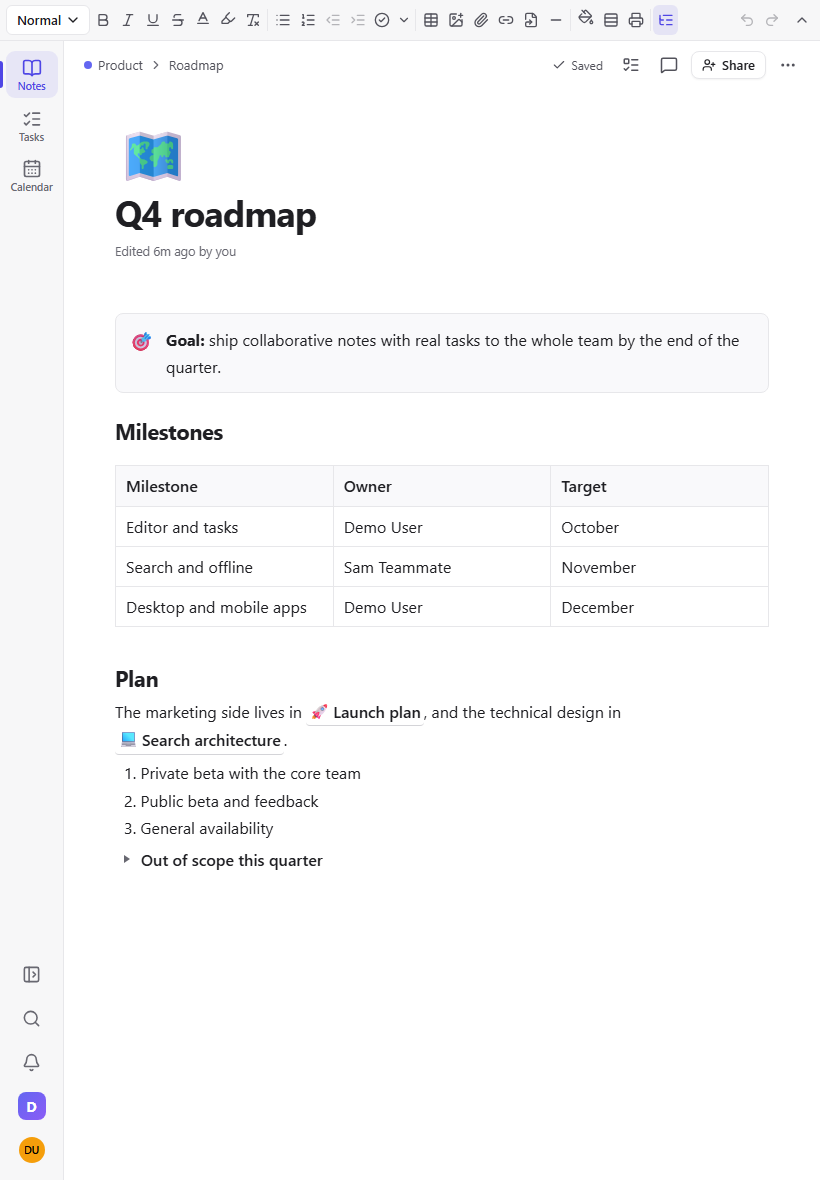 Normal
Product > Roadmap
Saved
Share
Notes
Tasks
Calendar
Q4 roadmap
Edited 6m ago by you
Goal: ship collaborative notes with real tasks to the whole team by the end of the
quarter.
Milestones
Milestone Owner Target
Editor and tasks Demo User October
Search and offline Sam Teammate November
Desktop and mobile apps Demo User December
Plan
The marketing side lives in Launch plan, and the technical design in
Search architecture.
1. Private beta with the core team
2. Public beta and feedback
3. General availability
Out of scope this quarter
D
DU